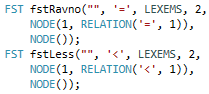 FST fstRavno("", '=', LEXEMS, 2,
NODE(1, RELATION('=', 1)),
NODE());
FST fstLess("", '<', LEXEMS, 2,
NODE(1, RELATION('<', 1)),
NODE());